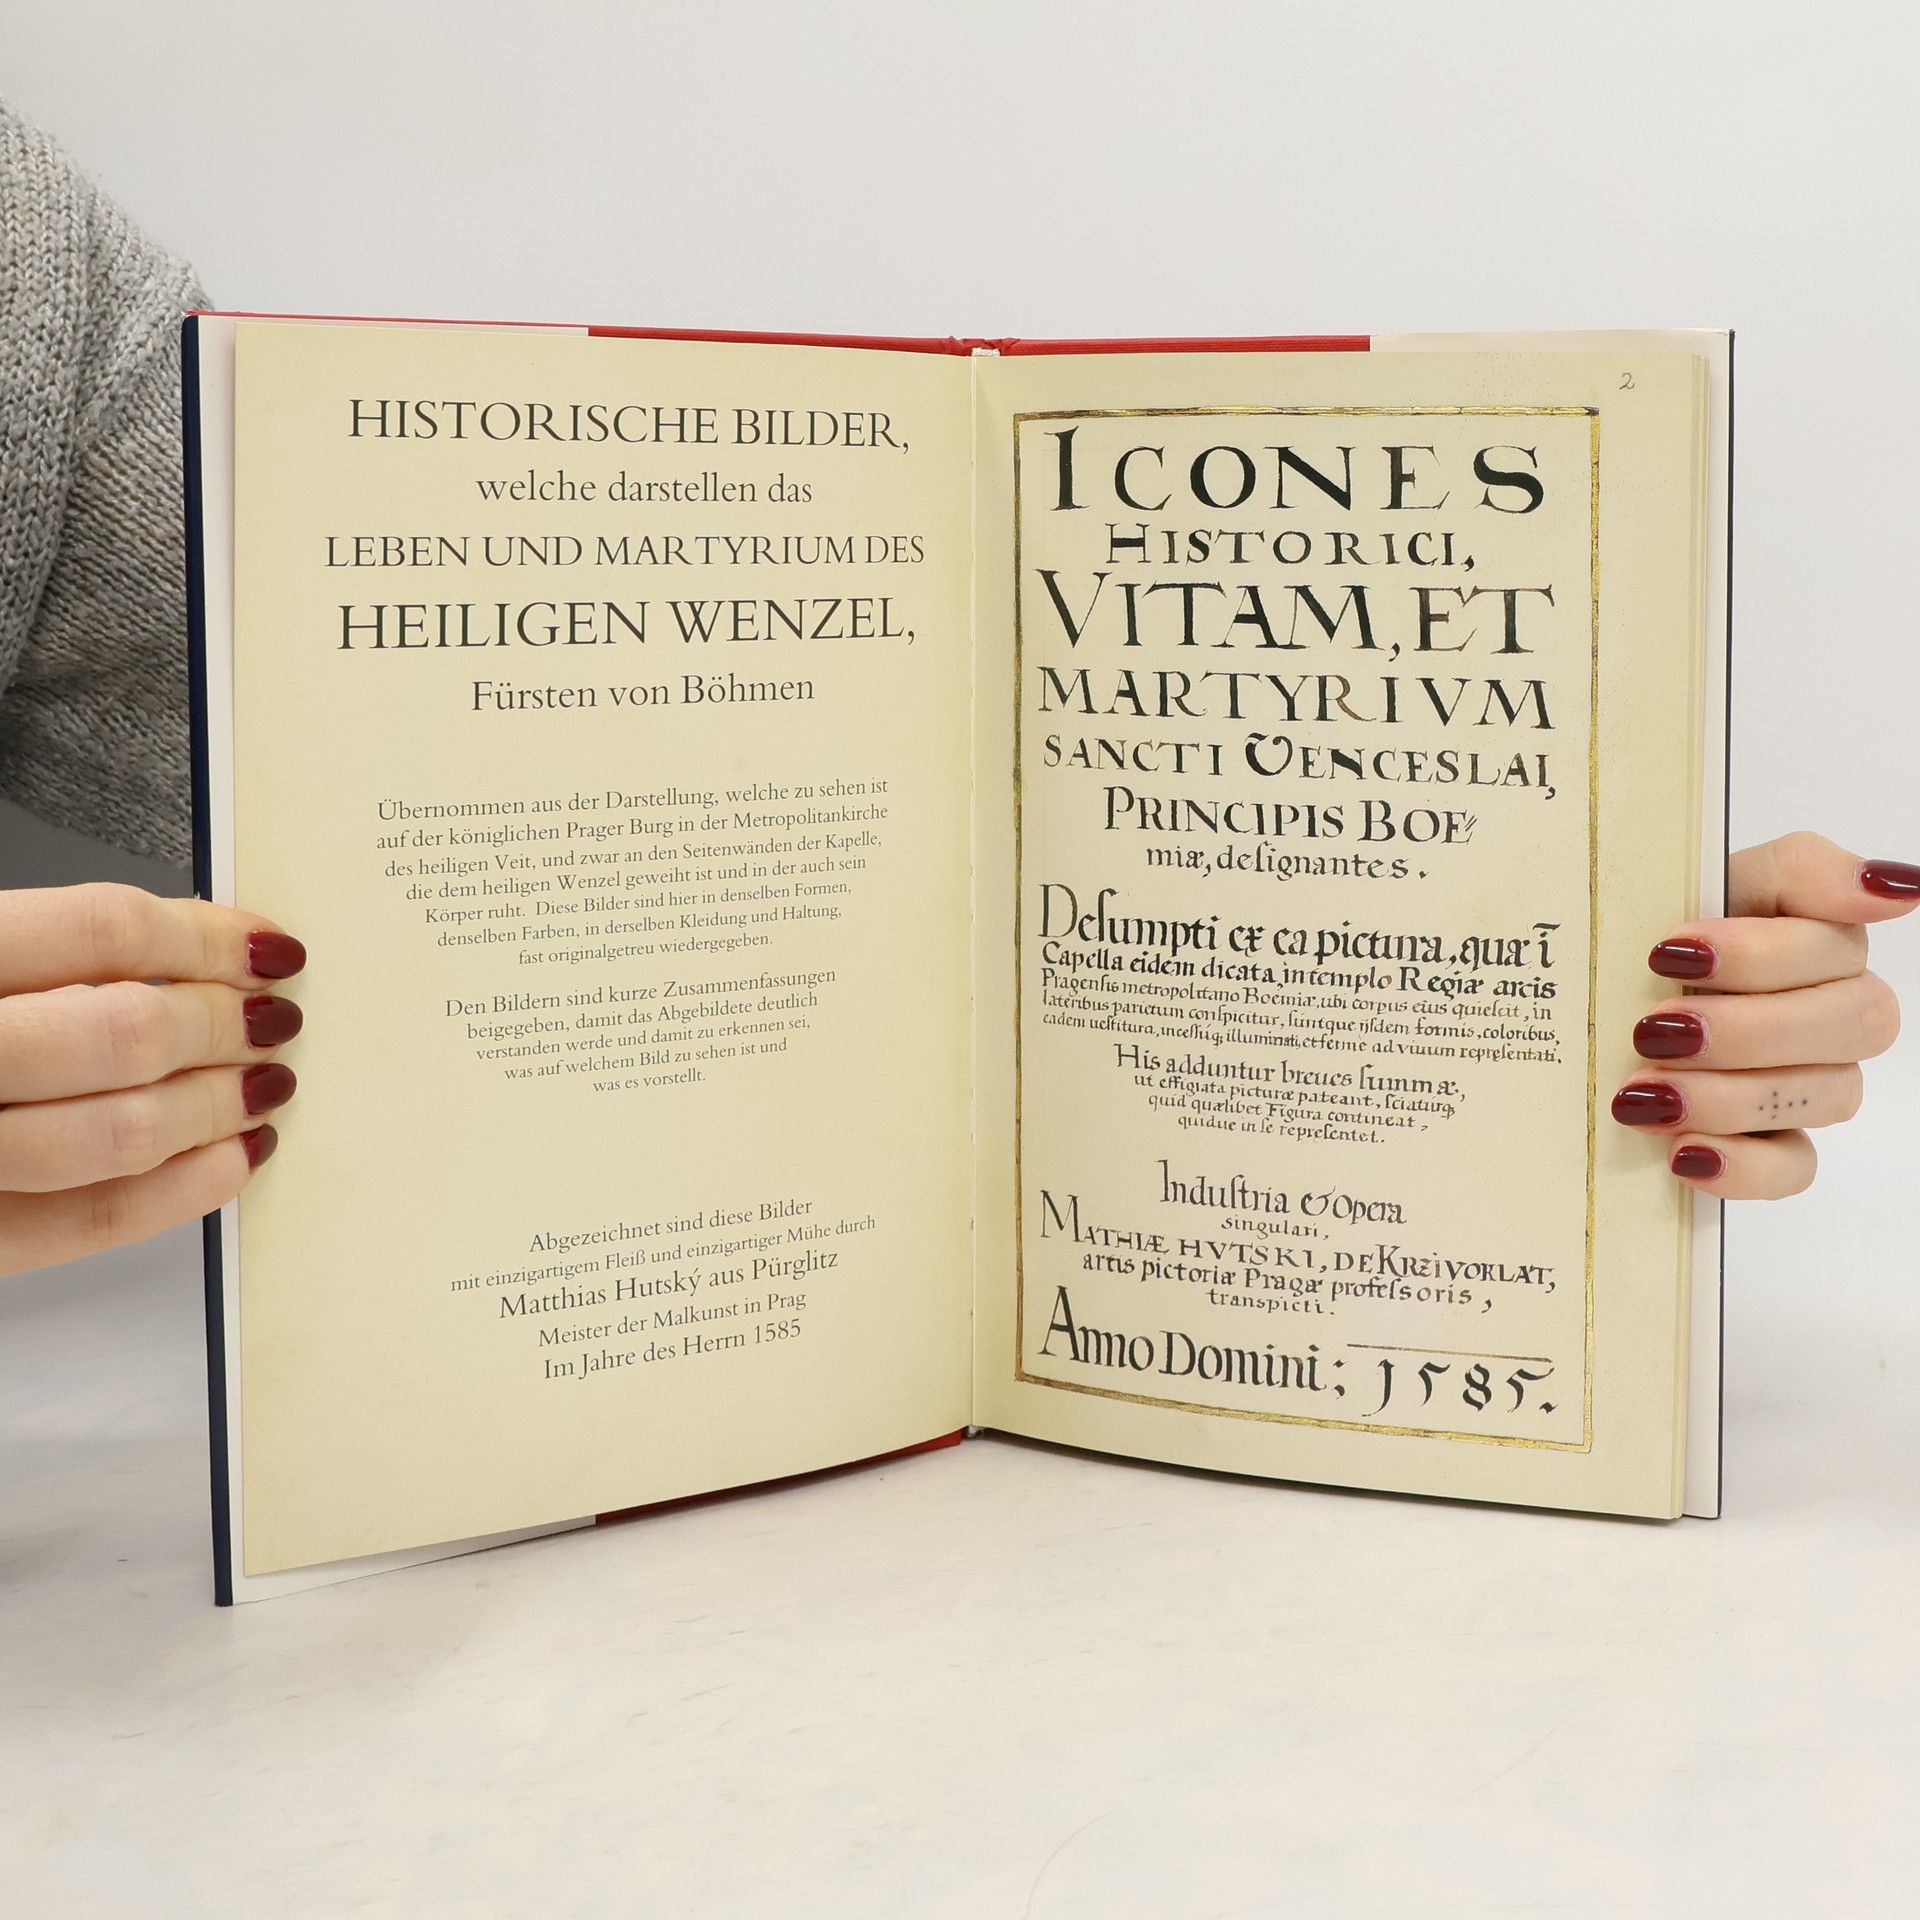 HISTORISCHE BILDER,
welche darstellen das
LEBEN UND MARTYRIUM DES
HEILIGEN WENZEL,
Fürsten von Böhmen
Übernommen aus der Darstellung, welche zu sehen ist
auf der königlichen Prager Burg in der Metropolitankirche
des heiligen Veit, und zwar an den Seitenwänden der Kapelle,
die dem heiligen Wenzel geweiht ist und in der auch sein
Körper ruht. Diese Bilder sind hier in denselben Formen,
denselben Farben, in derselben Kleidung und Haltung,
fast originalgetreu wiedergegeben.
Den Bildern sind kurze Zusammenfassungen
beigegeben, damit das Abgebildete deutlich
verstanden werde und damit zu erkennen sei,
was auf welchem Bild zu sehen ist und
was es vorstellt.
Abgezeichnet sind diese Bilder
mit einzigartigem Fleiß und einzigartiger Mühe durch
Matthias Hutský aus Pürglitz
Meister der Malkunst in Prag
Im Jahre des Herrn 1585
2
ICONES
HISTORICI,
VITAM, ET
MARTYRIVM
SANCTI VENCESLAI,
PRINCIPIS BOE⸗
miæ, deſignantes.
Deſumpti ex ea pictura, quæ ī
Capella eidem dicata, in templo Regiæ arcis
Pragenſis metropolitano Boemiæ, ubi corpus eius quieſcit, in
lateribus parietum conſpicitur, ſuntque ijſdem formis, coloribus,
eadem ueſtitura, inceſſuq; illuminati, et ferme ad viuum repreſentati.
His adduntur breues ſummæ,
ut effigiata picturæ pateant, ſciaturq;
quid quælibet Figura contineat,
quidue in ſe repreſentet.
Induſtria & Opera
singulari,
MATHIÆ HVTSKI, DE KRZIVOKLAT,
artis pictoriæ Pragæ profeſsoris,
transpicti.
Anno Domini; 1585.